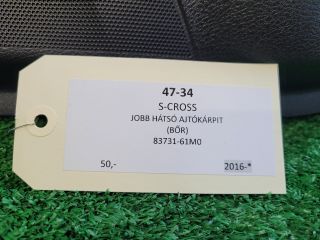 47-34
S-CROSS
JOBB HÁTSÓ AJTÓKÁRPIT
(BŐR)
83731-61M0
50,- 2016-*